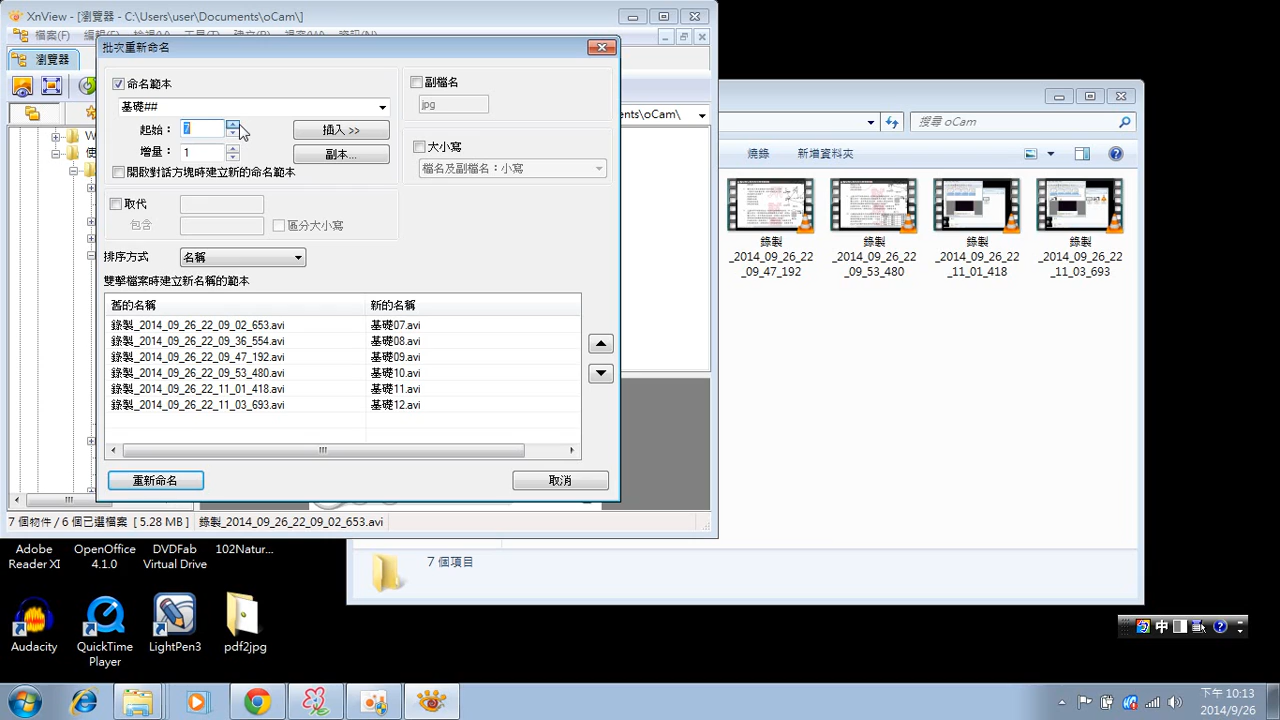 XnView - [瀏覽器 - C:\Users\user\Documents\oCam\]
檔案(F)
瀏覽器
批次重新命名
命名範本
基礎##
起始： 7
增量： 1
插入 >>
副本...
開啟對話方塊時建立新的命名範本
取代
包含
區分大小寫
副檔名
jpg
大小寫
檔名及副檔名：小寫
排序方式
名稱
雙擊檔案時建立新名稱的範本
舊的名稱 新的名稱
錄製_2014_09_26_22_09_02_653.avi 基礎07.avi
錄製_2014_09_26_22_09_36_554.avi 基礎08.avi
錄製_2014_09_26_22_09_47_192.avi 基礎09.avi
錄製_2014_09_26_22_09_53_480.avi 基礎10.avi
錄製_2014_09_26_22_11_01_418.avi 基礎11.avi
錄製_2014_09_26_22_11_03_693.avi 基礎12.avi
重新命名
取消
7 個物件 / 6 個已選檔案 [ 5.28 MB ] 錄製_2014_09_26_22_09_02_653.avi
ents\oCam\
搜尋 oCam
燒錄 新增資料夾
錄製
_2014_09_26_22
_09_47_192
錄製
_2014_09_26_22
_09_53_480
錄製
_2014_09_26_22
_11_01_418
錄製
_2014_09_26_22
_11_03_693
7 個項目
Adobe
Reader XI
OpenOffice
4.1.0
DVDFab
Virtual Drive
102Natur...
Audacity
QuickTime
Player
LightPen3
pdf2jpg
中
下午 10:13
2014/9/26